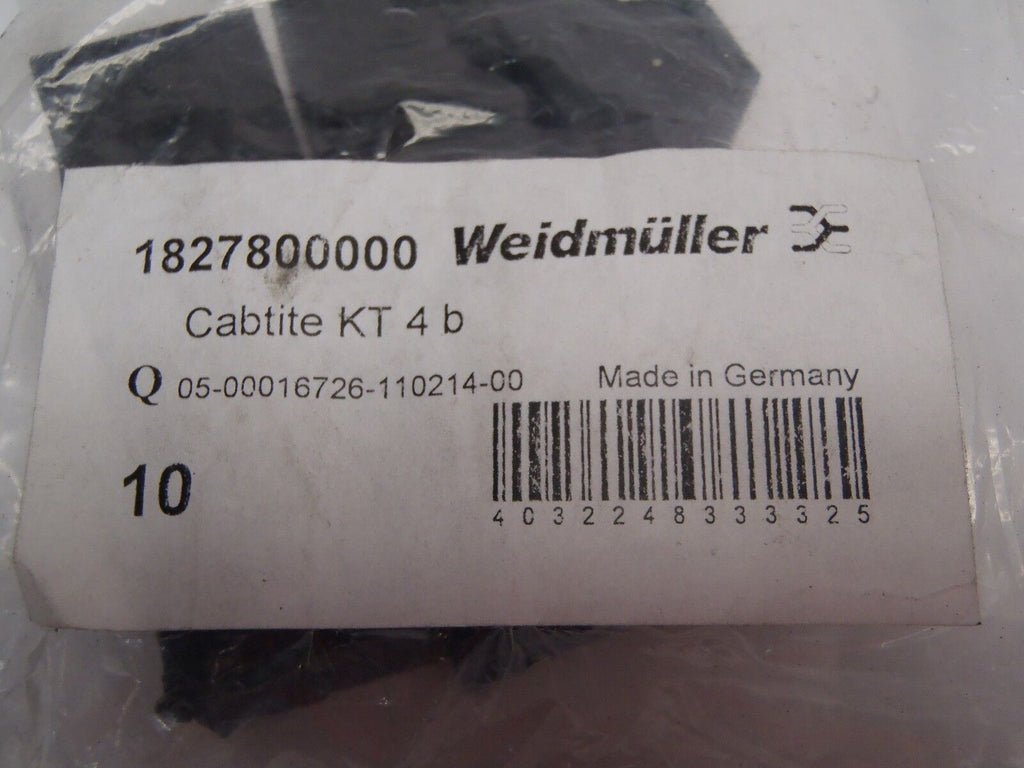 1827800000 Weidmüller
Cabtite KT 4 b
Q 05-00016726-110214-00 Made in Germany
10
4032248333325